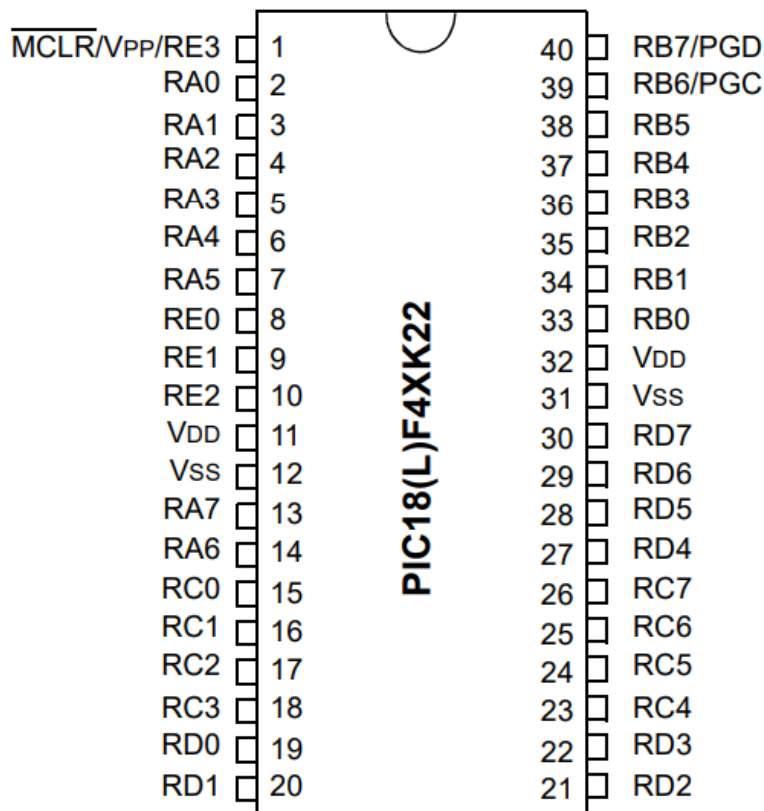 MCLR/VPP/RE3 1 40 RB7/PGD
RA0 2 39 RB6/PGC
RA1 3 38 RB5
RA2 4 37 RB4
RA3 5 36 RB3
RA4 6 35 RB2
RA5 7 34 RB1
RE0 8 33 RB0
RE1 9 32 VDD
RE2 10 31 VSS
VDD 11 30 RD7
VSS 12 29 RD6
RA7 13 28 RD5
RA6 14 27 RD4
RC0 15 26 RC7
RC1 16 25 RC6
RC2 17 24 RC5
RC3 18 23 RC4
RD0 19 22 RD3
RD1 20 21 RD2
PIC18(L)F4XK22